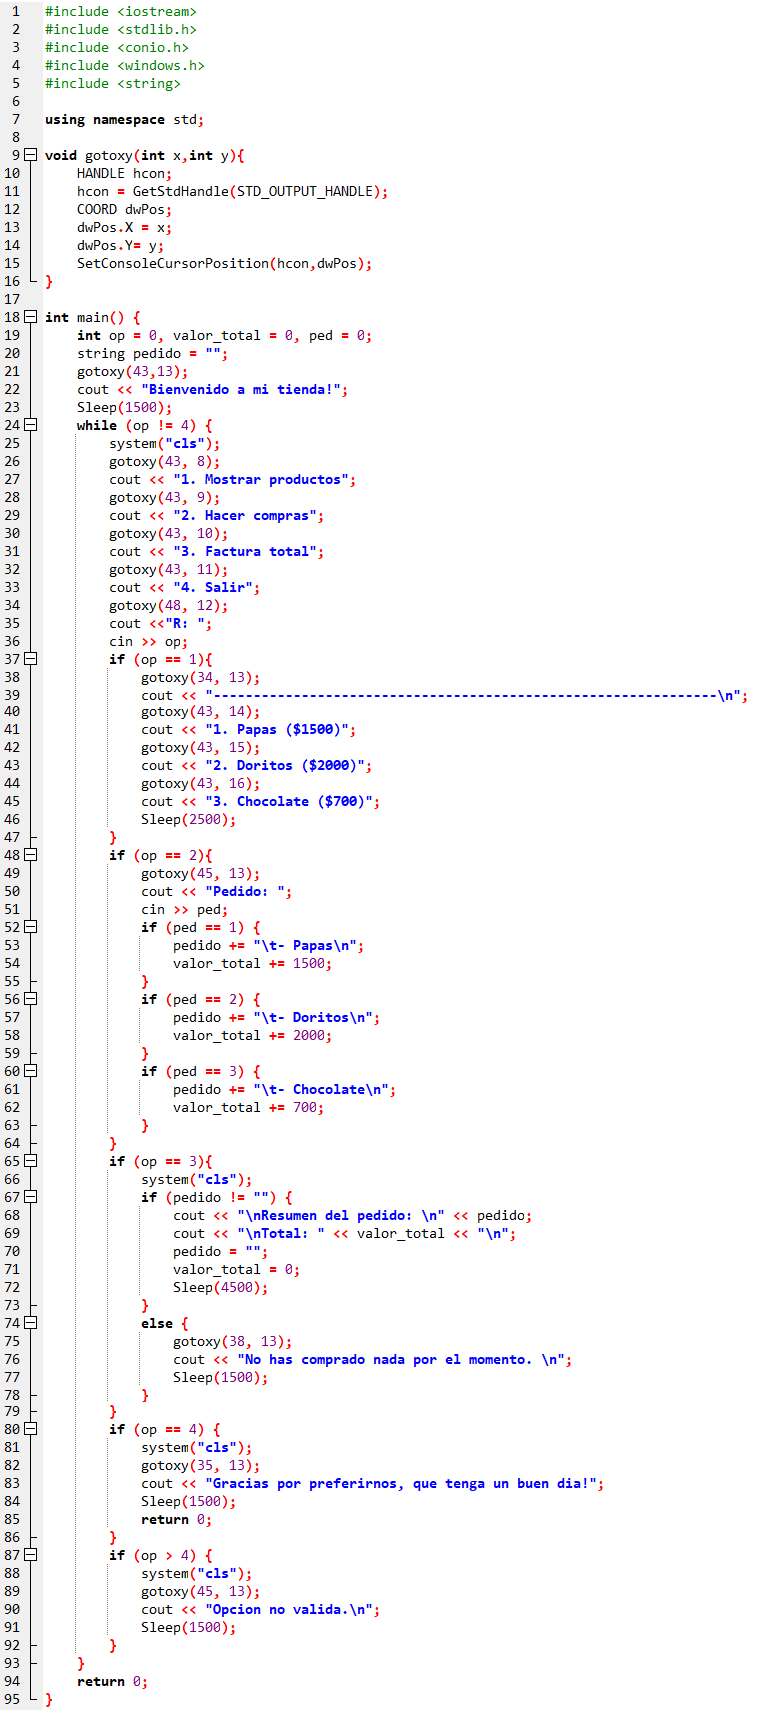 1 #include <iostream>
2 #include <stdlib.h>
3 #include <conio.h>
4 #include <windows.h>
5 #include <string>
6
7 using namespace std;
8
9 void gotoxy(int x,int y){
10 HANDLE hcon;
11 hcon = GetStdHandle(STD_OUTPUT_HANDLE);
12 COORD dwPos;
13 dwPos.X = x;
14 dwPos.Y= y;
15 SetConsoleCursorPosition(hcon,dwPos);
16 }
17
18 int main() {
19 int op = 0, valor_total = 0, ped = 0;
20 string pedido = "";
21 gotoxy(43,13);
22 cout << "Bienvenido a mi tienda!";
23 Sleep(1500);
24 while (op != 4) {
25 system("cls");
26 gotoxy(43, 8);
27 cout << "1. Mostrar productos";
28 gotoxy(43, 9);
29 cout << "2. Hacer compras";
30 gotoxy(43, 10);
31 cout << "3. Factura total";
32 gotoxy(43, 11);
33 cout << "4. Salir";
34 gotoxy(48, 12);
35 cout <<"R: ";
36 cin >> op;
37 if (op == 1){
38 gotoxy(34, 13);
39 cout << "---------------------------------------------------------------\n";
40 gotoxy(43, 14);
41 cout << "1. Papas ($1500)";
42 gotoxy(43, 15);
43 cout << "2. Doritos ($2000)";
44 gotoxy(43, 16);
45 cout << "3. Chocolate ($700)";
46 Sleep(2500);
47 }
48 if (op == 2){
49 gotoxy(45, 13);
50 cout << "Pedido: ";
51 cin >> ped;
52 if (ped == 1) {
53 pedido += "\t- Papas\n";
54 valor_total += 1500;
55 }
56 if (ped == 2) {
57 pedido += "\t- Doritos\n";
58 valor_total += 2000;
59 }
60 if (ped == 3) {
61 pedido += "\t- Chocolate\n";
62 valor_total += 700;
63 }
64 }
65 if (op == 3){
66 system("cls");
67 if (pedido != "") {
68 cout << "\nResumen del pedido: \n" << pedido;
69 cout << "\nTotal: " << valor_total << "\n";
70 pedido = "";
71 valor_total = 0;
72 Sleep(4500);
73 }
74 else {
75 gotoxy(38, 13);
76 cout << "No has comprado nada por el momento. \n";
77 Sleep(1500);
78 }
79 }
80 if (op == 4) {
81 system("cls");
82 gotoxy(35, 13);
83 cout << "Gracias por preferirnos, que tenga un buen dia!";
84 Sleep(1500);
85 return 0;
86 }
87 if (op > 4) {
88 system("cls");
89 gotoxy(45, 13);
90 cout << "Opcion no valida.\n";
91 Sleep(1500);
92 }
93 }
94 return 0;
95 }